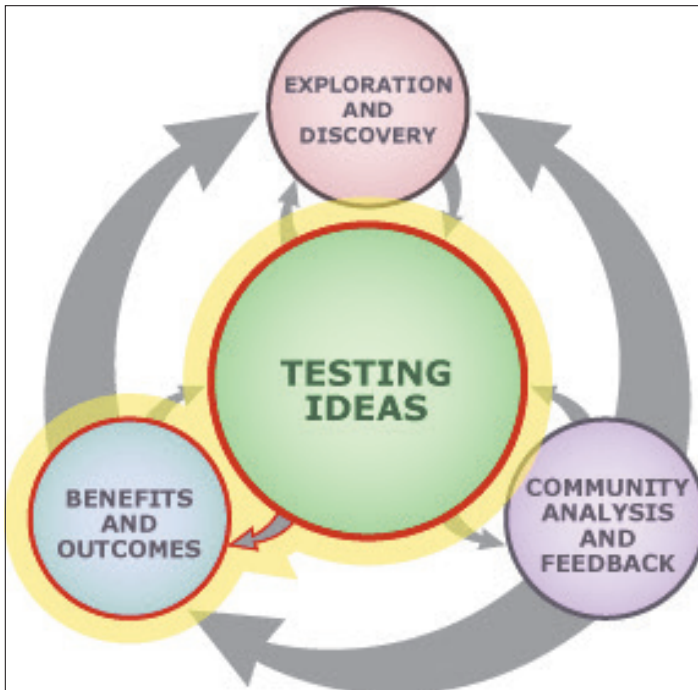 EXPLORATION
AND
DISCOVERY
TESTING
IDEAS
BENEFITS
AND
OUTCOMES
COMMUNITY
ANALYSIS
AND
FEEDBACK